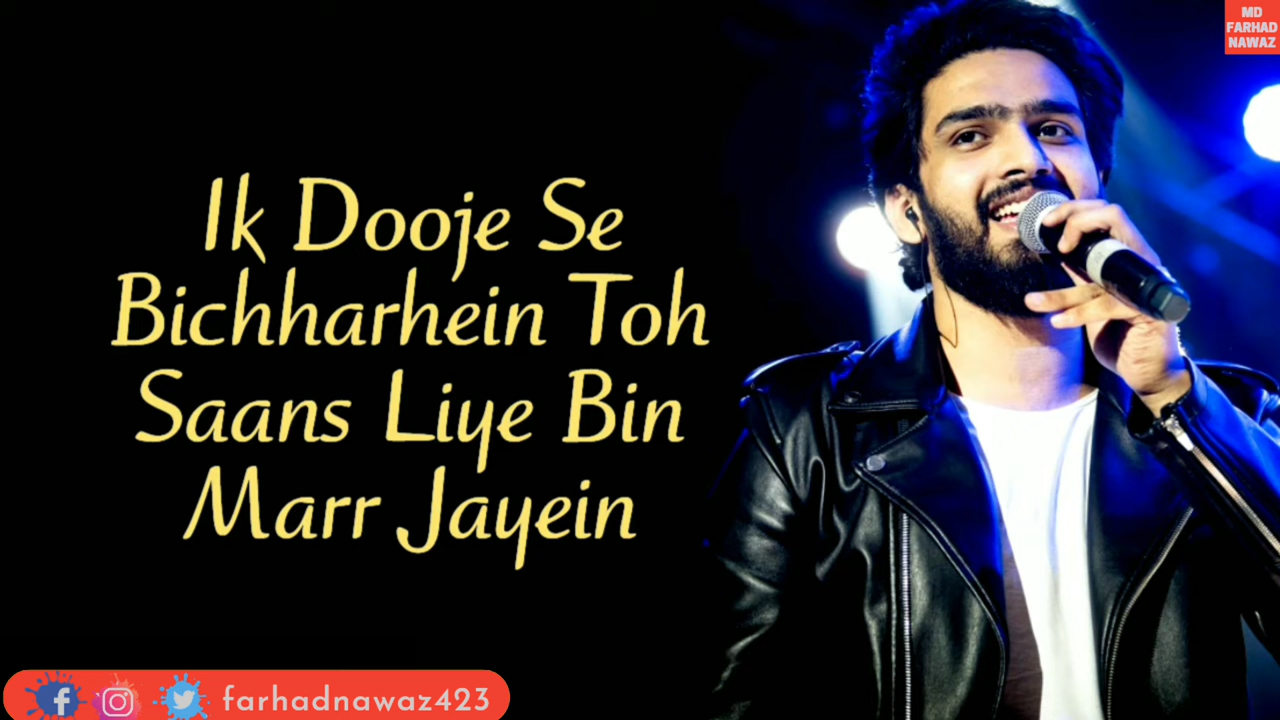 MD
FARHAD
NAWAZ
Ik Dooje Se
Bichharhein Toh
Saans Liye Bin
Marr Jayein
farhadnawaz423